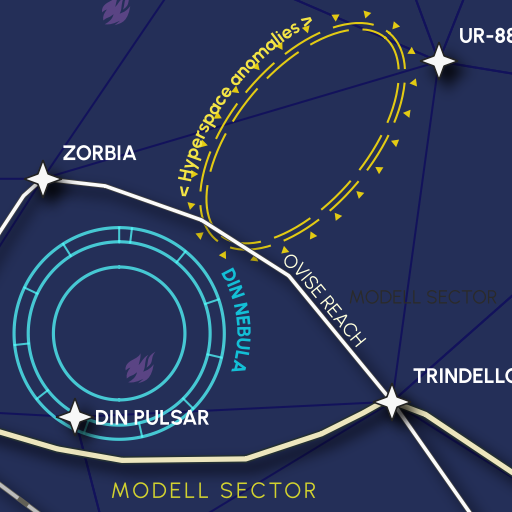 UR-88
< Hyperspace anomalies >
ZORBIA
OVISE REACH
DIN NEBULA
MODELL SECTOR
TRINDELLO
DIN PULSAR
MODELL SECTOR